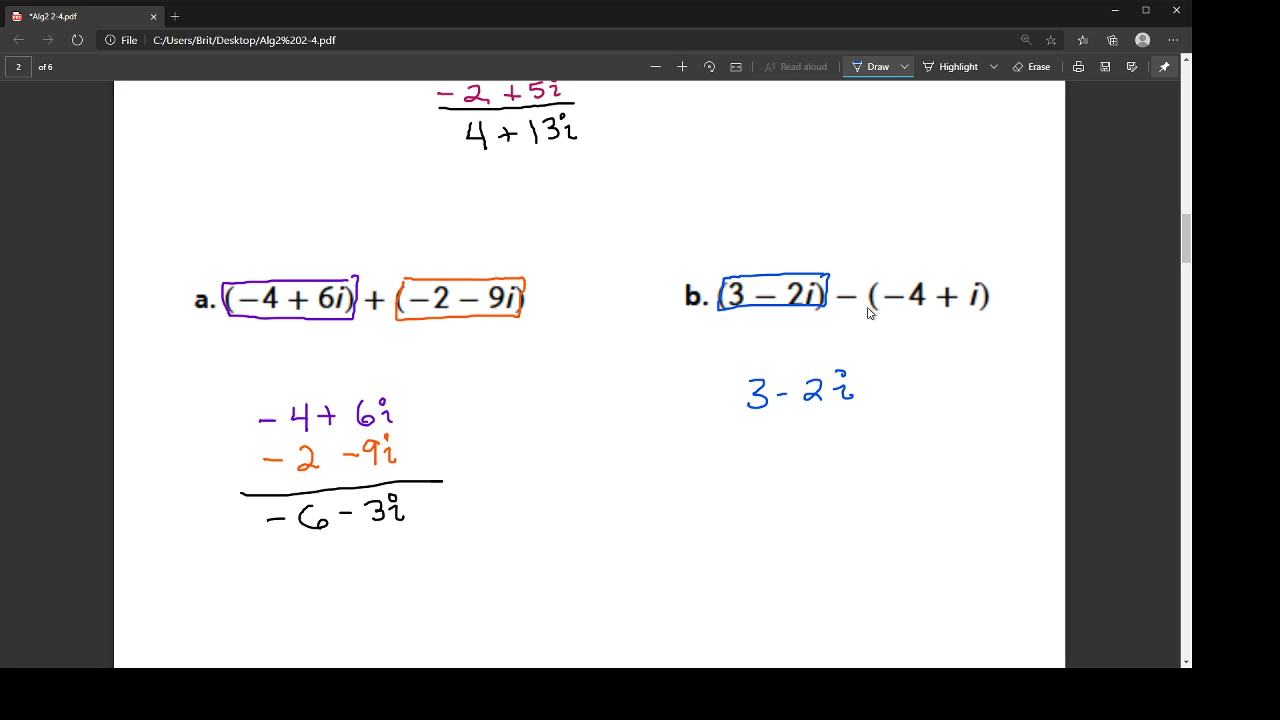 *Alg2 2-4.pdf
File C:/Users/Brit/Desktop/Alg2%202-4.pdf
2 of 6 Read aloud Draw Highlight Erase
- 2 + 5i
4 + 13i
a. (−4 + 6i) + (−2 − 9i)
b. (3 − 2i) − (−4 + i)
3 - 2i
- 4 + 6i
- 2 - 9i
- 6 - 3i